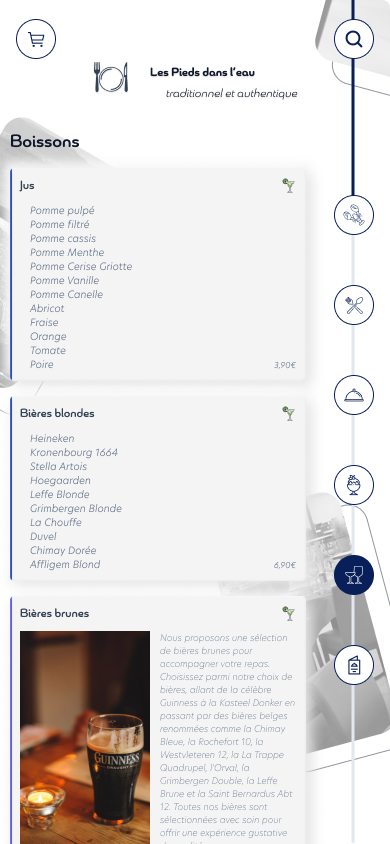 Les Pieds dans l'eau
traditionnel et authentique
Boissons
Jus
Pomme pulpé
Pomme filtré
Pomme cassis
Pomme Menthe
Pomme Cerise Griotte
Pomme Vanille
Pomme Canelle
Abricot
Fraise
Orange
Tomate
Poire
3,90€
Bières blondes
Heineken
Kronenbourg 1664
Stella Artois
Hoegaarden
Leffe Blonde
Grimbergen Blonde
La Chouffe
Duvel
Chimay Dorée
Affligem Blond
6,90€
Bières brunes
GUINNESS
Nous proposons une sélection
de bières brunes pour
accompagner votre repas.
Choisissez parmi notre choix de
bières, allant de la célèbre
Guinness à la Kasteel Donker en
passant par des bières belges
renommées comme la Chimay
Bleue, la Rochefort 10, la
Westvleteren 12, la La Trappe
Quadrupel, l'Orval, la
Grimbergen Double, la Leffe
Brune et la Saint Bernardus Abt
12. Toutes nos bières sont
sélectionnées avec soin pour
offrir une expérience gustative